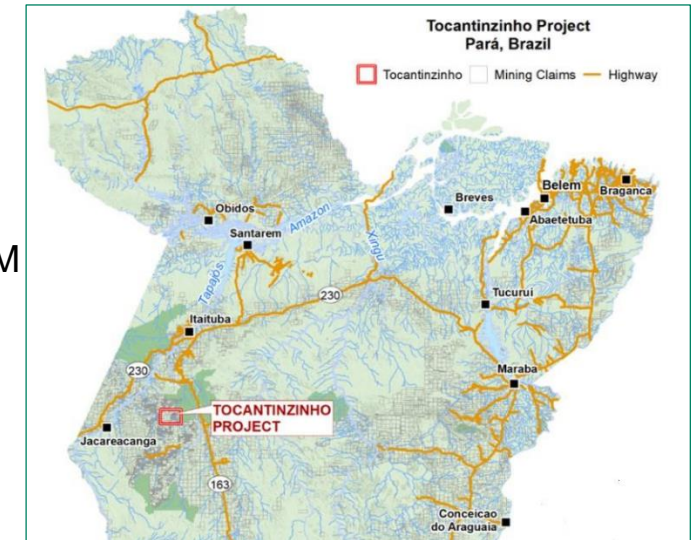 Tocantinzinho Project
Pará, Brazil
Tocantinzinho Mining Claims Highway
Obidos
Santarem
Amazon
Xingu
Tapajós
Breves
Belem
Braganca
Abaetetuba
M
230
Tucurui
Itaituba
230
Maraba
TOCANTINZINHO
PROJECT
Jacareacanga
163
Conceicao
do Araguaia